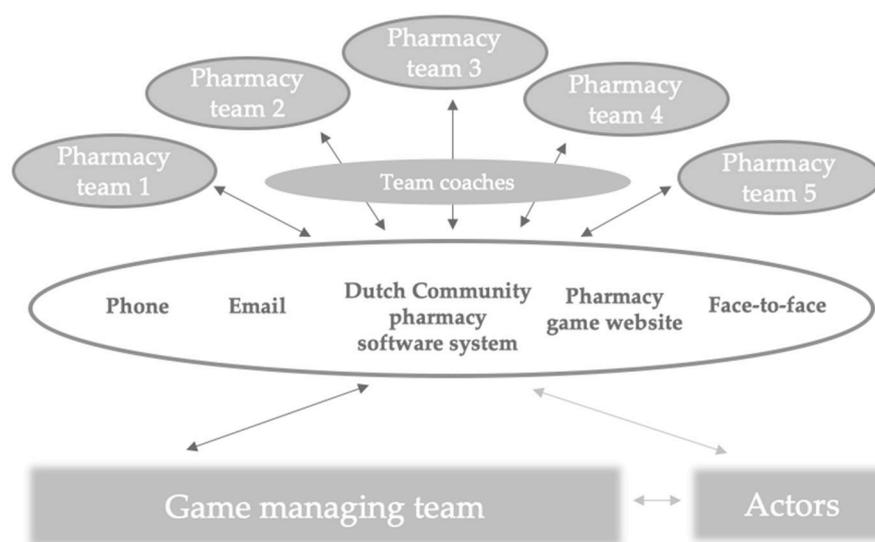 Pharmacy
team 1
Pharmacy
team 2
Pharmacy
team 3
Pharmacy
team 4
Pharmacy
team 5
Team coaches
Phone
Email
Dutch Community
pharmacy
software system
Pharmacy
game website
Face-to-face
Game managing team
Actors